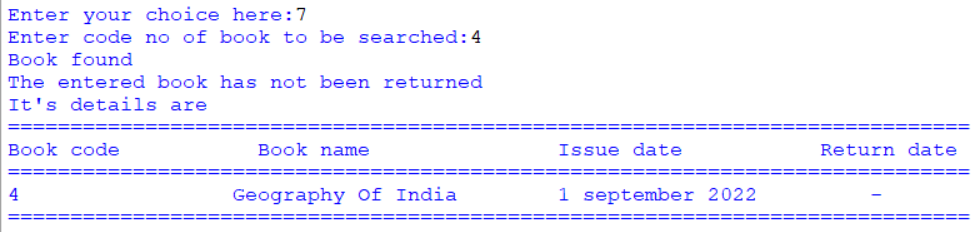 Enter your choice here:7
Enter code no of book to be searched:4
Book found
The entered book has not been returned
It's details are
=============================================================================
Book code Book name Issue date Return date
=============================================================================
4 Geography Of India 1 september 2022 -
=============================================================================